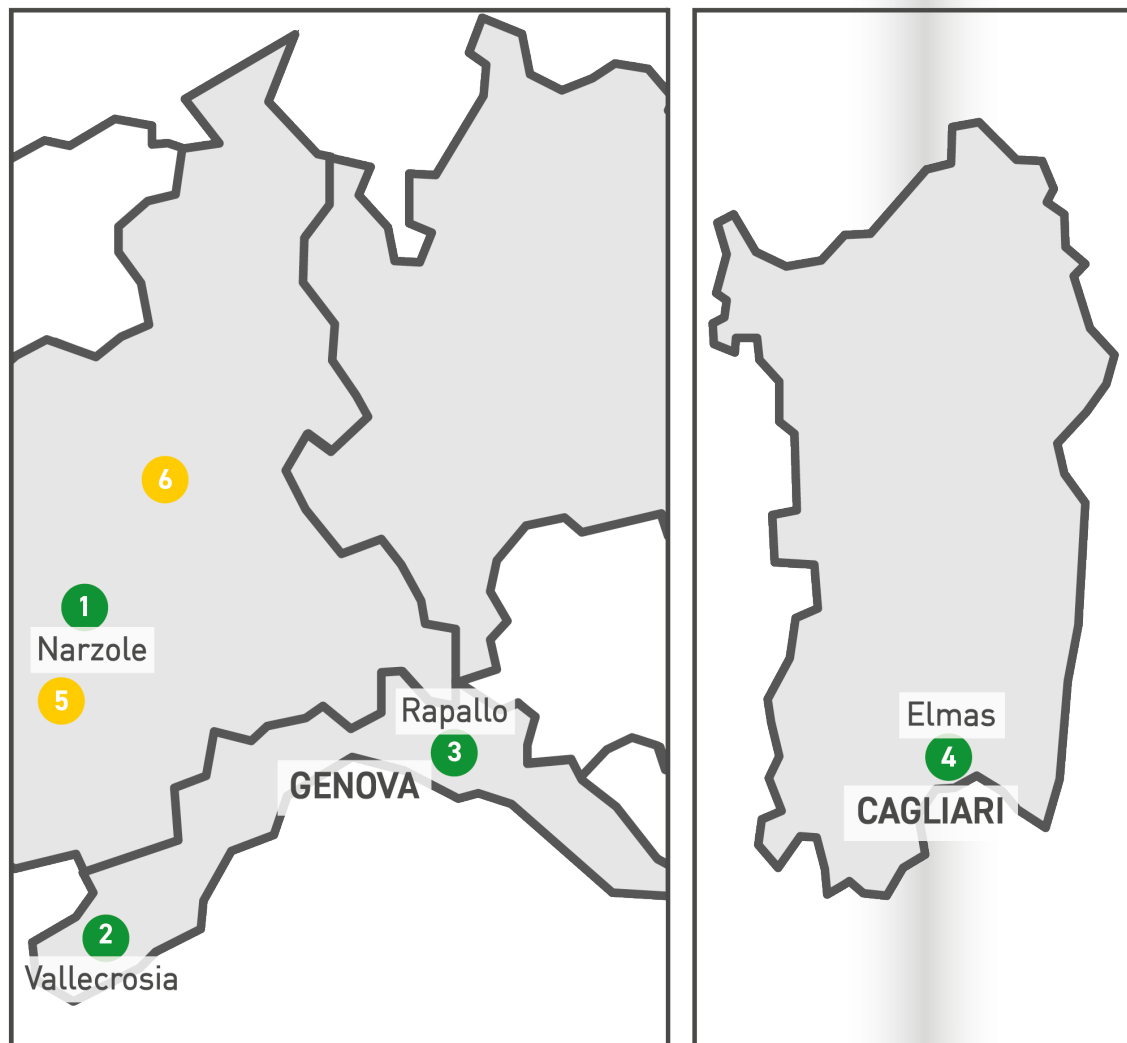 6
1
Narzole
5
Rapallo
3
GENOVA
2
Vallecrosia
Elmas
4
CAGLIARI